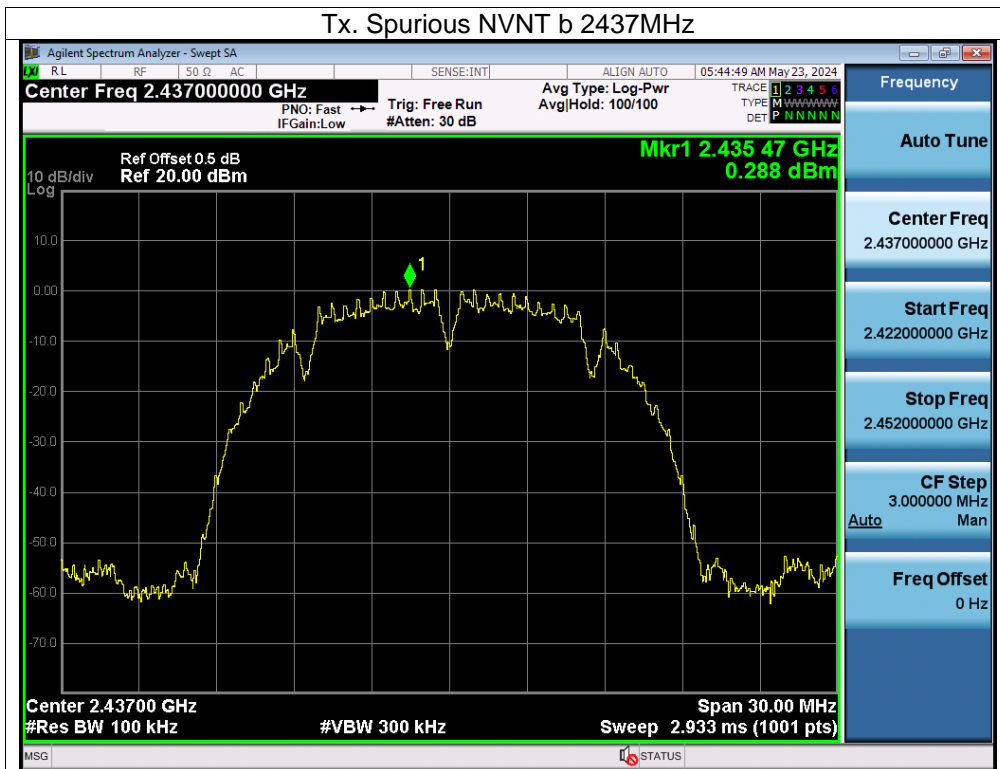 Tx. Spurious NVNT b 2437MHz
Agilent Spectrum Analyzer - Swept SA
LXI RL RF 50 Ω AC SENSE:INT ALIGN AUTO 05:44:49 AM May 23, 2024
Center Freq 2.437000000 GHz
PNO: Fast
IFGain:Low
Trig: Free Run
#Atten: 30 dB
Avg Type: Log-Pwr
Avg|Hold: 100/100
TRACE 1 2 3 4 5 6
TYPE M WWWWW
DET P N N N N N
Frequency
Auto Tune
Center Freq
2.437000000 GHz
Start Freq
2.422000000 GHz
Stop Freq
2.452000000 GHz
CF Step
3.000000 MHz
Auto Man
Freq Offset
0 Hz
Mkr1 2.435 47 GHz
0.288 dBm
Ref Offset 0.5 dB
10 dB/div Ref 20.00 dBm
Log
10.0
0.00
-10.0
-20.0
-30.0
-40.0
-50.0
-60.0
-70.0
1
Center 2.43700 GHz Span 30.00 MHz
#Res BW 100 kHz #VBW 300 kHz Sweep 2.933 ms (1001 pts)
MSG STATUS